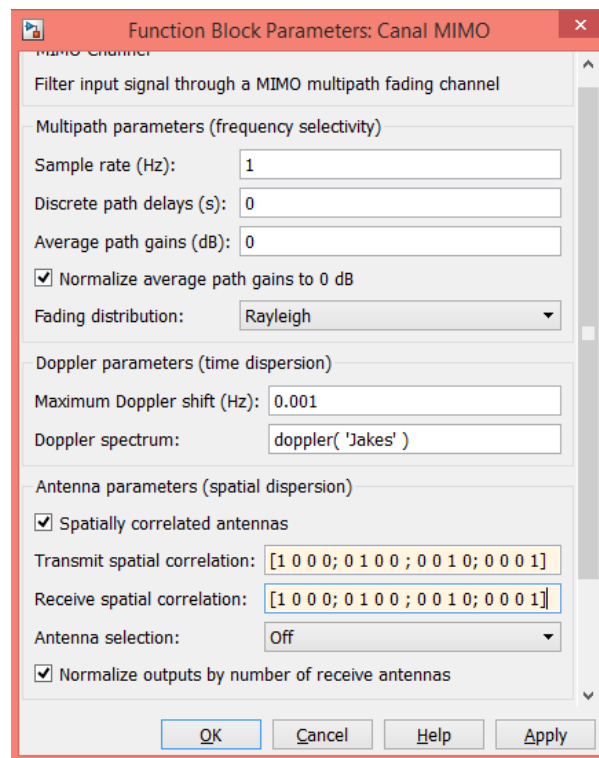 Function Block Parameters: Canal MIMO
MIMO Channel
Filter input signal through a MIMO multipath fading channel
Multipath parameters (frequency selectivity)
Sample rate (Hz): 1
Discrete path delays (s): 0
Average path gains (dB): 0
Normalize average path gains to 0 dB
Fading distribution: Rayleigh
Doppler parameters (time dispersion)
Maximum Doppler shift (Hz): 0.001
Doppler spectrum: doppler( 'Jakes' )
Antenna parameters (spatial dispersion)
Spatially correlated antennas
Transmit spatial correlation: [1 0 0 0; 0 1 0 0 ; 0 0 1 0; 0 0 0 1]
Receive spatial correlation: [1 0 0 0; 0 1 0 0 ; 0 0 1 0; 0 0 0 1]
Antenna selection: Off
Normalize outputs by number of receive antennas
OK Cancel Help Apply